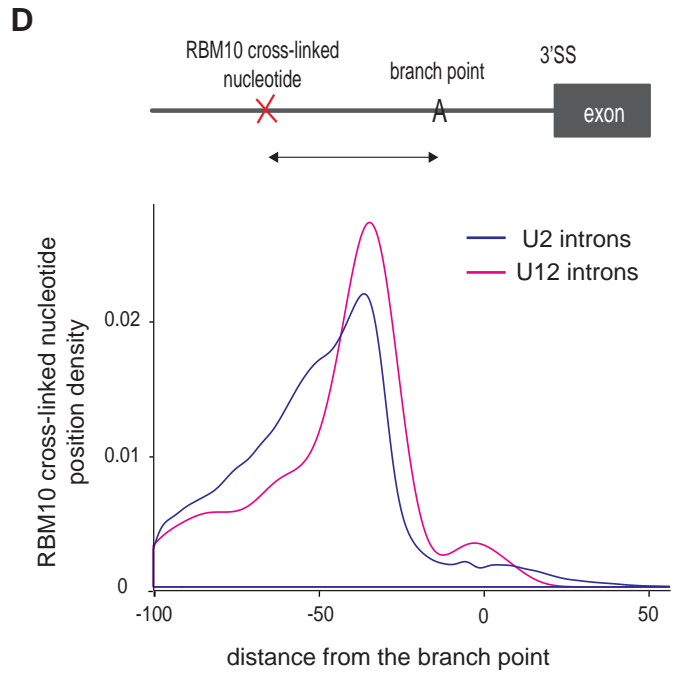 D
RBM10 cross-linked
nucleotide
branch point
3'SS
A
exon
RBM10 cross-linked nucleotide
position density
U2 introns
U12 introns
0.02
0.01
0
-100
-50
0
50
distance from the branch point